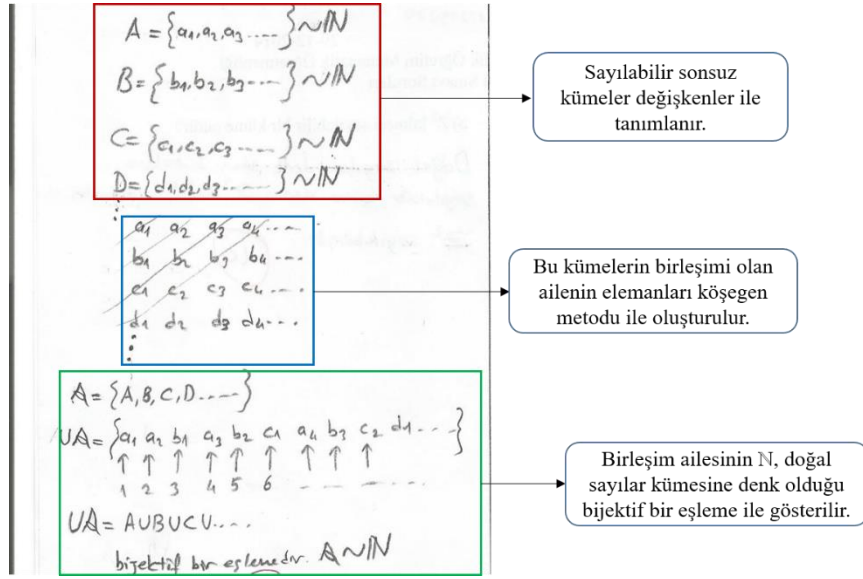 A = {a1, a2, a3 .....} ~ ℕ
B = {b1, b2, b3 .....} ~ ℕ
C = {c1, c2, c3 .....} ~ ℕ
D = {d1, d2, d3 .....} ~ ℕ
a1 a2 a3 a4 ....
b1 b2 b3 b4 ....
c1 c2 c3 c4 ....
d1 d2 d3 d4 ....
𝔸 = {A, B, C, D .....}
∪𝔸 = {a1 a2 b1 a3 b2 c1 a4 b3 c2 d1 ....}
↑ ↑ ↑ ↑ ↑ ↑ ↑ ↑ ↑
1 2 3 4 5 6
∪𝔸 = A∪B∪C∪....
bijektif bir eşlemedir. 𝔸 ~ ℕ
Sayılabilir sonsuz
kümeler değişkenler ile
tanımlanır.
Bu kümelerin birleşimi olan
ailenin elemanları köşegen
metodu ile oluşturulur.
Birleşim ailesinin ℕ, doğal
sayılar kümesine denk olduğu
bijektif bir eşleme ile gösterilir.